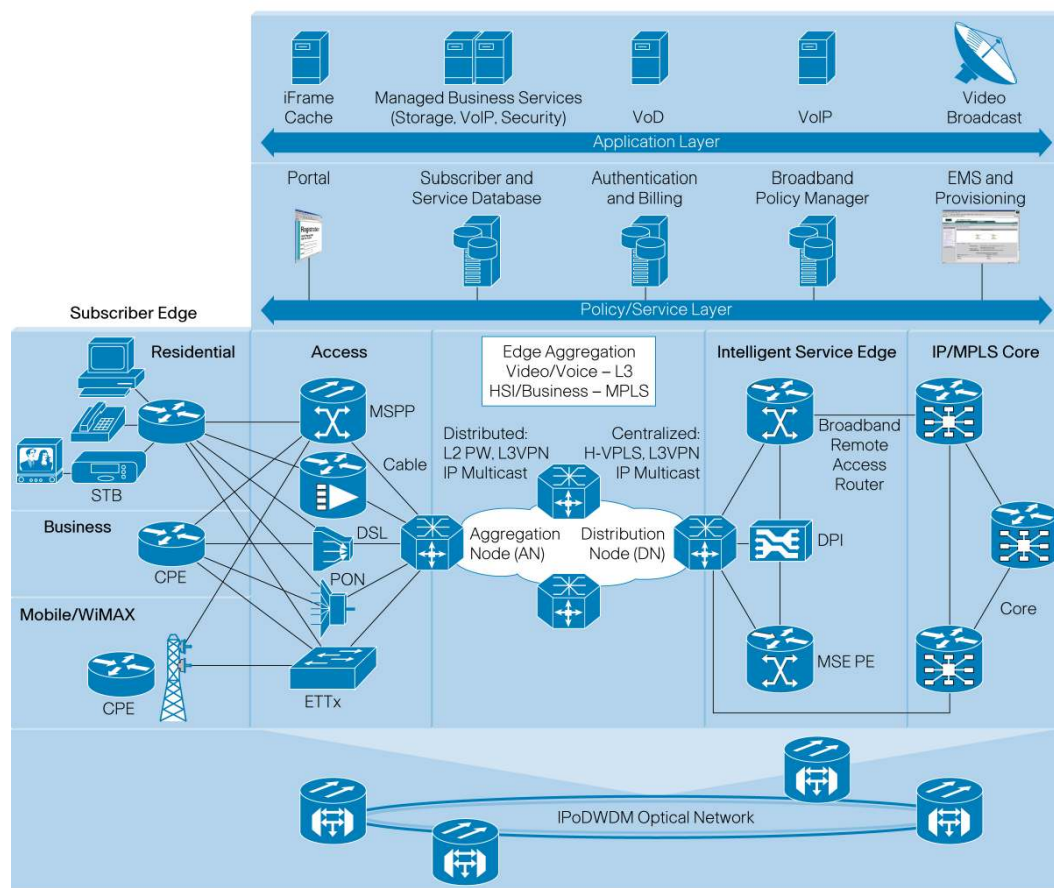 iFrame
Cache
Managed Business Services
(Storage, VoIP, Security)
VoD
VoIP
Video
Broadcast
Application Layer
Portal
Subscriber and
Service Database
Authentication
and Billing
Broadband
Policy Manager
EMS and
Provisioning
Policy/Service Layer
Subscriber Edge
Residential
Access
Edge Aggregation
Video/Voice – L3
HSI/Business – MPLS
Intelligent Service Edge
IP/MPLS Core
MSPP
Cable
STB
Distributed:
L2 PW, L3VPN
IP Multicast
Centralized:
H-VPLS, L3VPN
IP Multicast
Broadband
Remote
Access
Router
Business
CPE
DSL
PON
Aggregation
Node (AN)
Distribution
Node (DN)
DPI
Mobile/WiMAX
CPE
ETTx
MSE PE
Core
IPoDWDM Optical Network